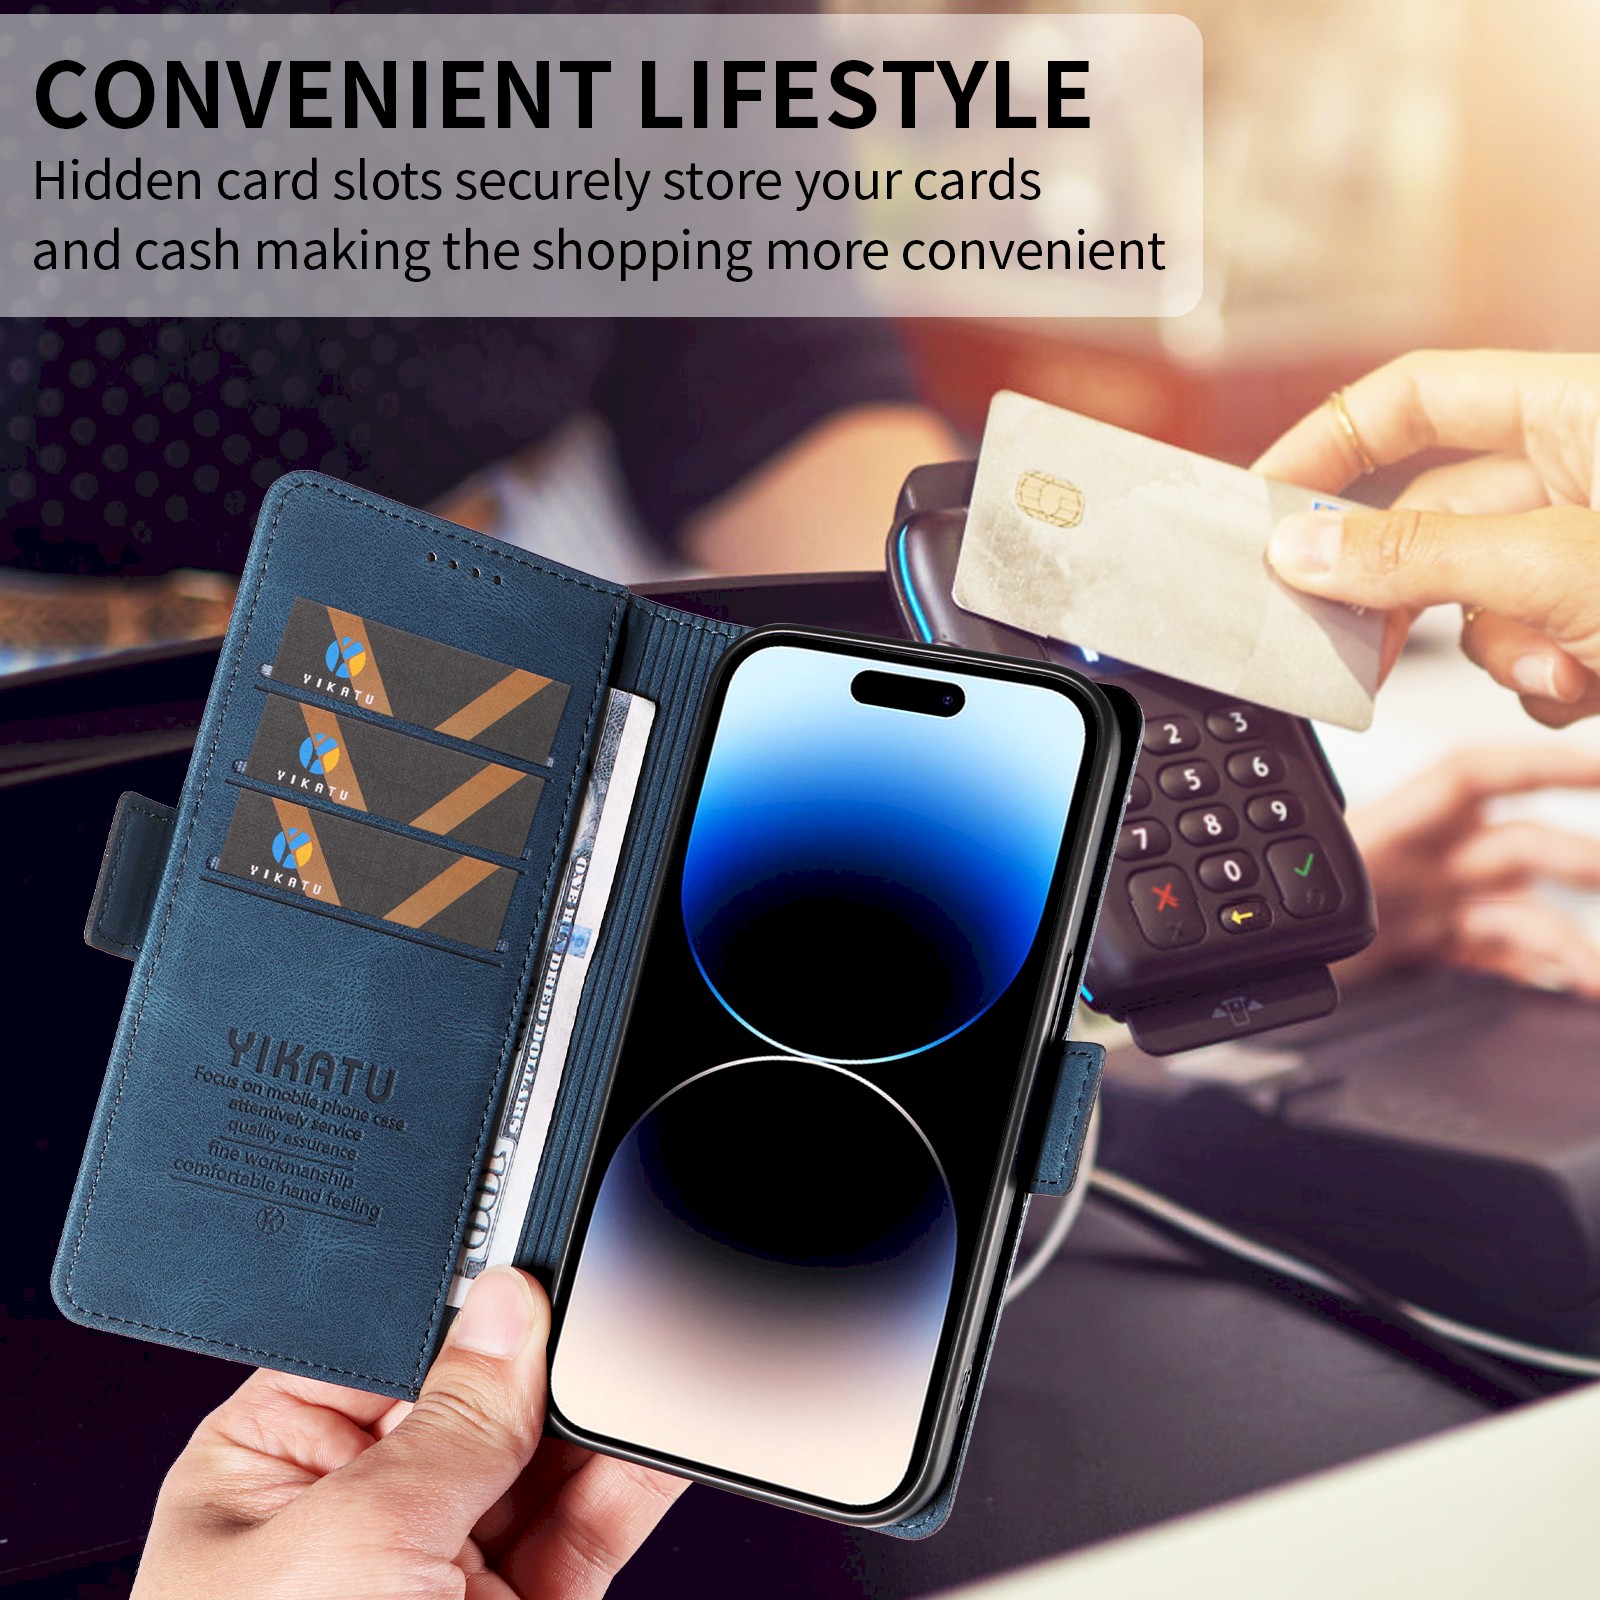 CONVENIENT LIFESTYLE
Hidden card slots securely store your cards
and cash making the shopping more convenient
YIKATU
YIKATU
YIKATU
YIKATU
Focus on mobile phone case
attentively service
quality assurance
fine workmanship
comfortable hand feeling
2 3
5 6
7 8 9
0